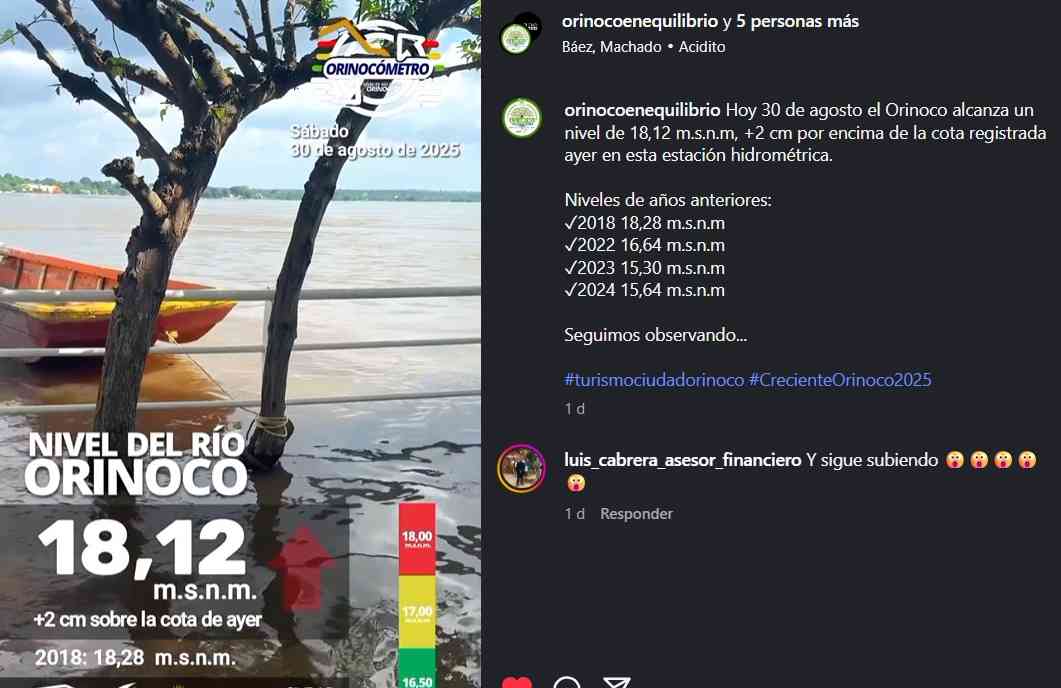 ORINOCÓMETRO
Sábado
30 de agosto de 2025
NIVEL DEL RÍO
ORINOCO
18,12
m.s.n.m.
+2 cm sobre la cota de ayer
2018: 18,28 m.s.n.m.
18,00
m.s.n.m.
17,00
m.s.n.m.
16,50
orinocoenequilibrio y 5 personas más
Báez, Machado • Acidito
orinocoenequilibrio Hoy 30 de agosto el Orinoco alcanza un
nivel de 18,12 m.s.n.m, +2 cm por encima de la cota registrada
ayer en esta estación hidrométrica.
Niveles de años anteriores:
✓2018 18,28 m.s.n.m
✓2022 16,64 m.s.n.m
✓2023 15,30 m.s.n.m
✓2024 15,64 m.s.n.m
Seguimos observando...
#turismociudadorinoco #CrecienteOrinoco2025
1 d
luis_cabrera_asesor_financiero Y sigue subiendo 😮😮😮😮
😮
1 d Responder